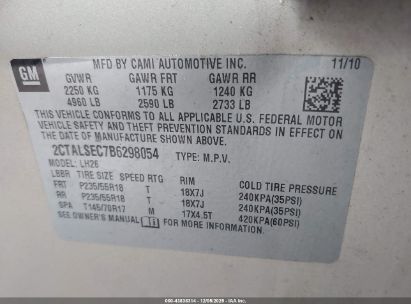 GM
MFD BY CAMI AUTOMOTIVE INC.
11/10
GVWR GAWR FRT GAWR RR
2250 KG 1175 KG 1240 KG
4960 LB 2590 LB 2733 LB
THIS VEHICLE CONFORMS TO ALL
APPLICABLE U.S. FEDERAL MOTOR
VEHICLE SAFETY AND THEFT PREVENTION
STANDARDS IN EFFECT ON THE
DATE OF MANUFACTURE SHOWN ABOVE.
2CTALSEC7B6298054 TYPE: M.P.V.
MODEL: LH26
TIRE SIZE SPEED RTG RIM COLD TIRE PRESSURE
FRT P235/55R18 T 18X7J 240KPA(35PSI)
RR P235/55R18 T 18X7J 240KPA(35PSI)
SPA T145/70R17 M 17X4.5T 420KPA(60PSI)
SEE OWNER'S MANUAL FOR MORE INFORMATION.